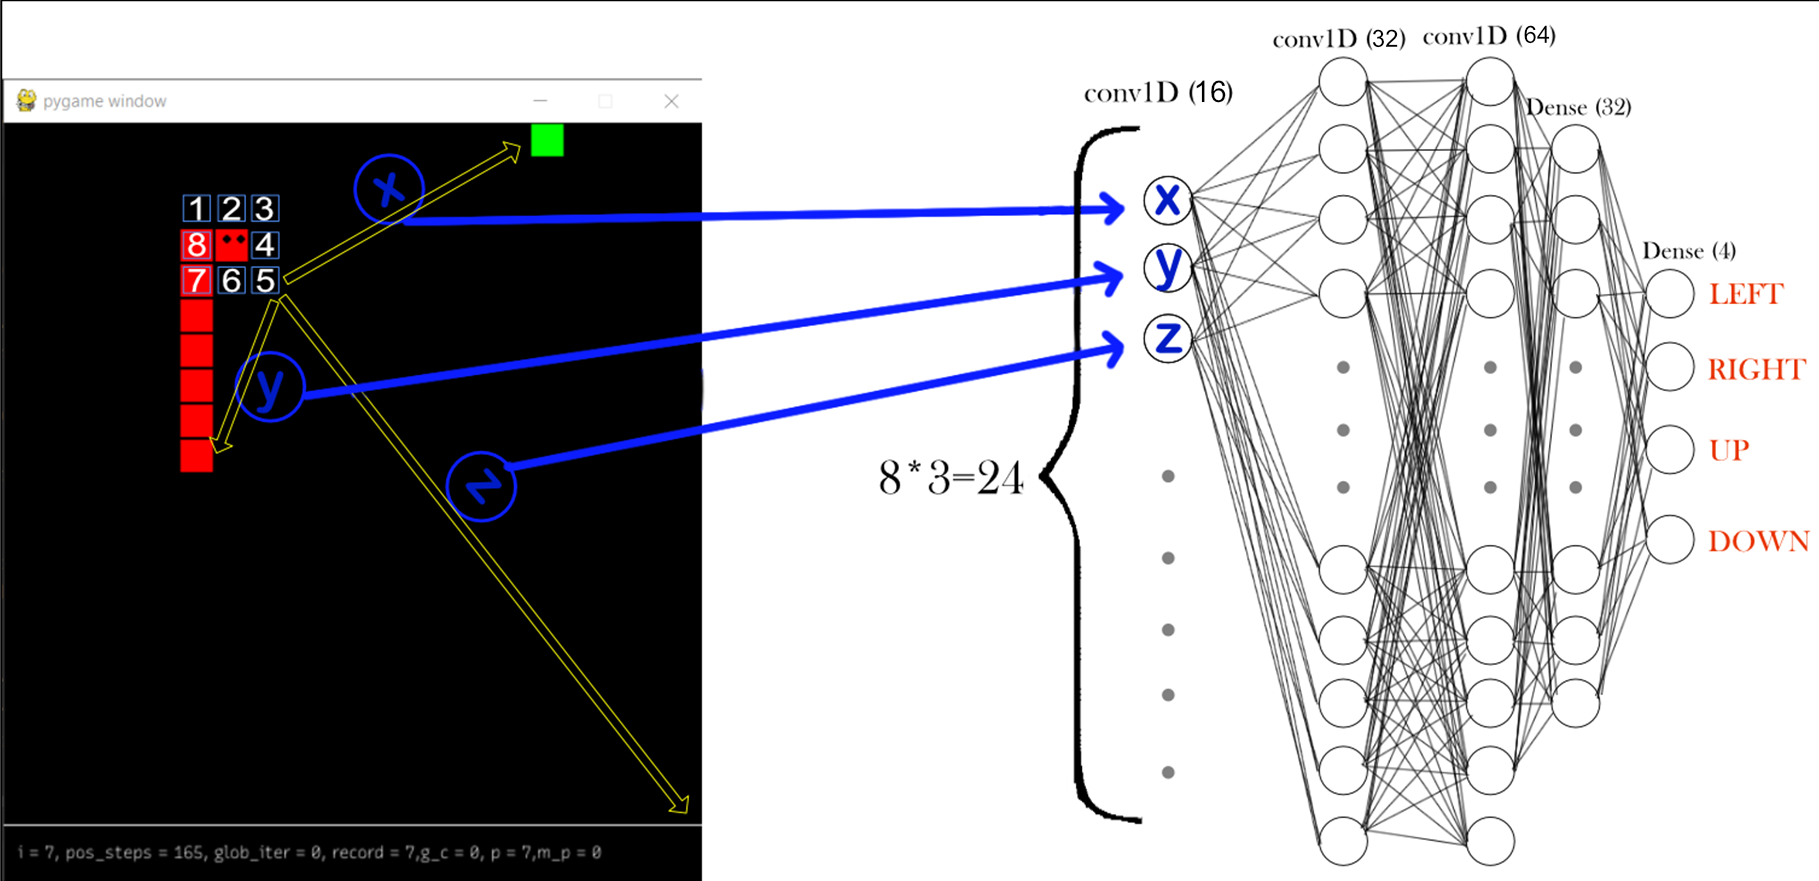 conv1D (32) conv1D (64)
conv1D (16)
Dense (32)
pygame window
x
1 2 3
8 4
7 6 5
y
z
x
y
z
8*3=24
Dense (4)
LEFT
RIGHT
UP
DOWN
i = 7, pos_steps = 165, glob_iter = 0, record = 7,g_c = 0, p = 7,m_p = 0